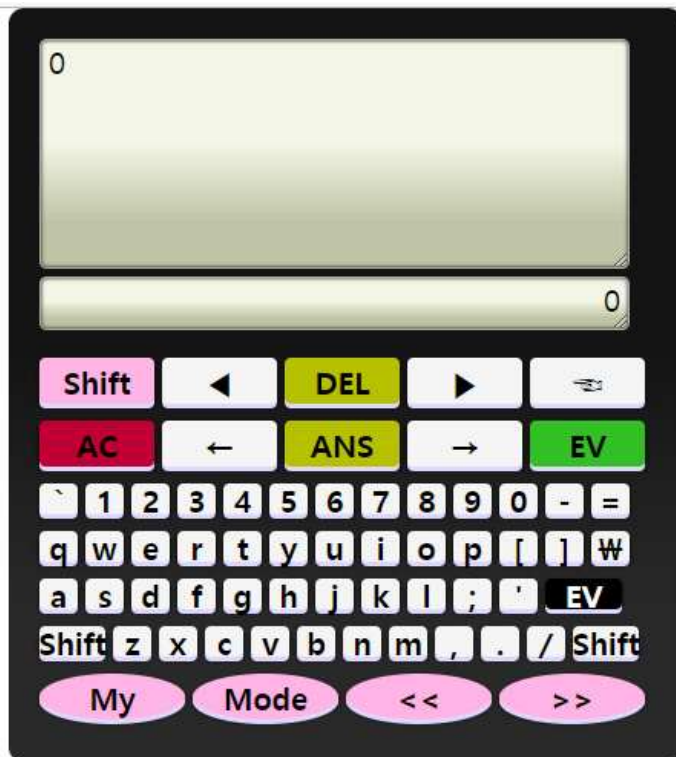 0
0
Shift ◀ DEL ▶ ☜
AC ← ANS → EV
` 1 2 3 4 5 6 7 8 9 0 - =
q w e r t y u i o p [ ] ₩
a s d f g h j k l ; ' EV
Shift z x c v b n m , . / Shift
My Mode << >>